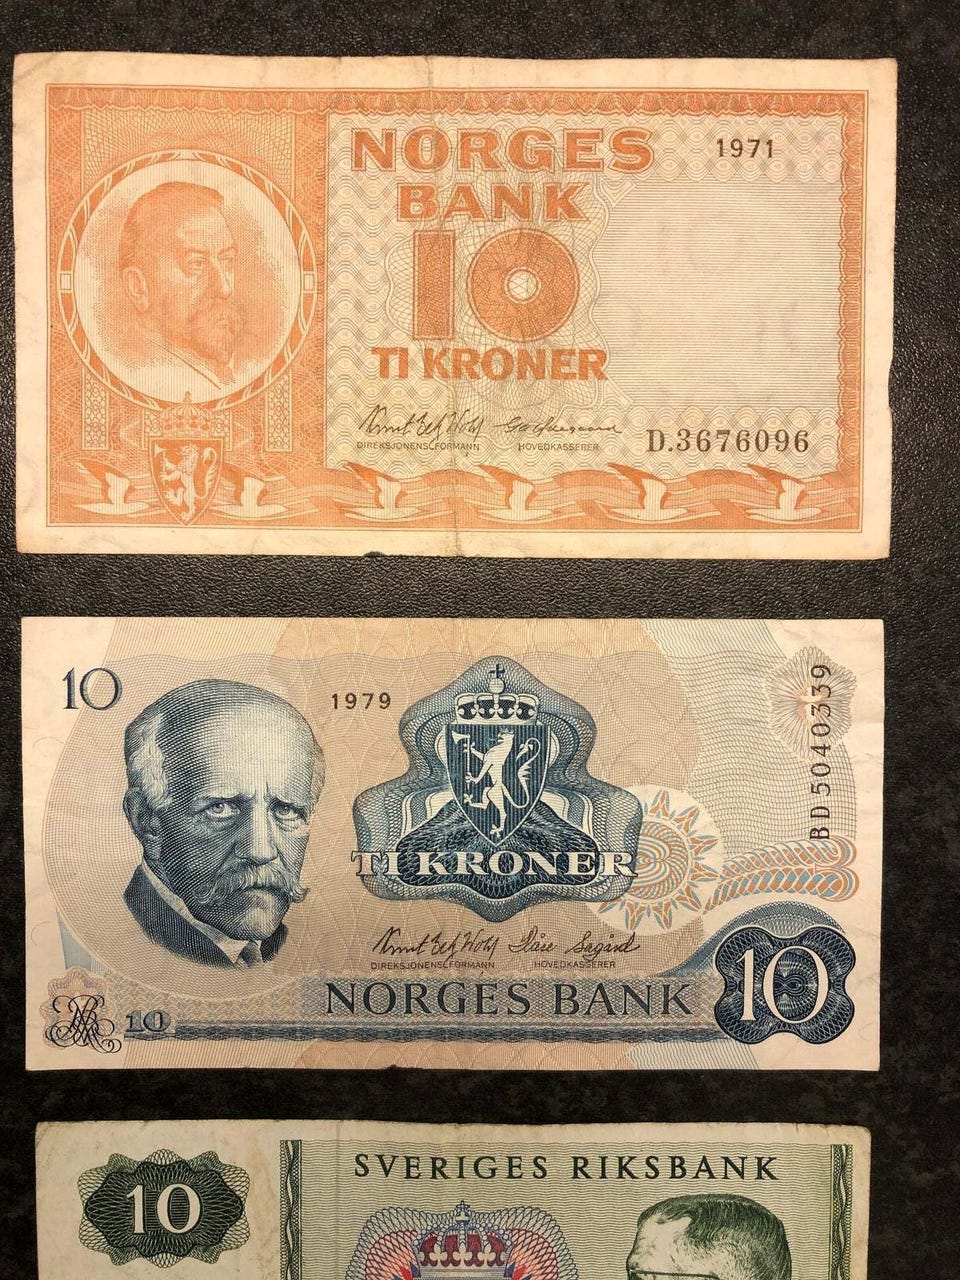 NORGES
BANK
1971
10
TI KRONER
DIREKSJONENS FORMANN
HOVEDKASSERER
D.3676096
10
1979
BD 5040339
TI KRONER
DIREKSJONENS FORMANN
HOVEDKASSERER
NORGES BANK
10
10
SVERIGES RIKSBANK
10